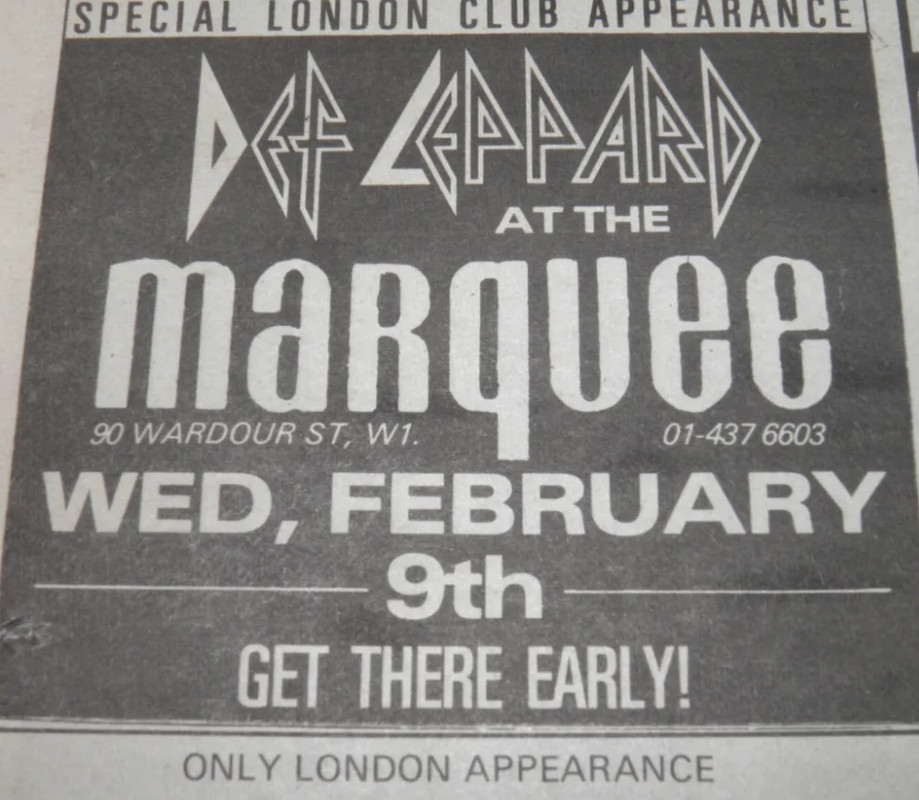 SPECIAL LONDON CLUB APPEARANCE
DEF LEPPARD
AT THE
marquee
90 WARDOUR ST, W1. 01-437 6603
WED, FEBRUARY
9th
GET THERE EARLY!
ONLY LONDON APPEARANCE